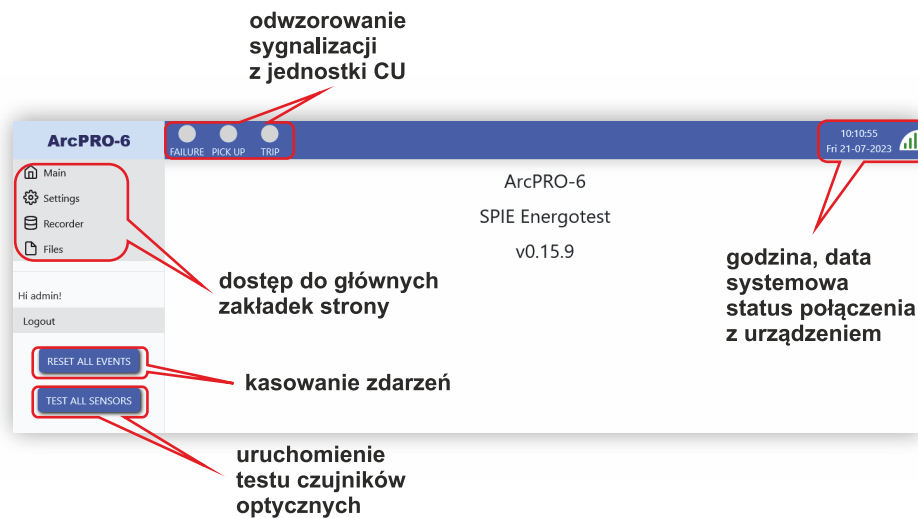 odwzorowanie
sygnalizacji
z jednostki CU
ArcPRO-6
FAILURE PICK UP TRIP
10:10:55
Fri 21-07-2023
Main
Settings
Recorder
Files
ArcPRO-6
SPIE Energotest
v0.15.9
dostęp do głównych
zakładek strony
godzina, data
systemowa
status połączenia
z urządzeniem
Hi admin!
Logout
RESET ALL EVENTS
kasowanie zdarzeń
TEST ALL SENSORS
uruchomienie
testu czujników
optycznych